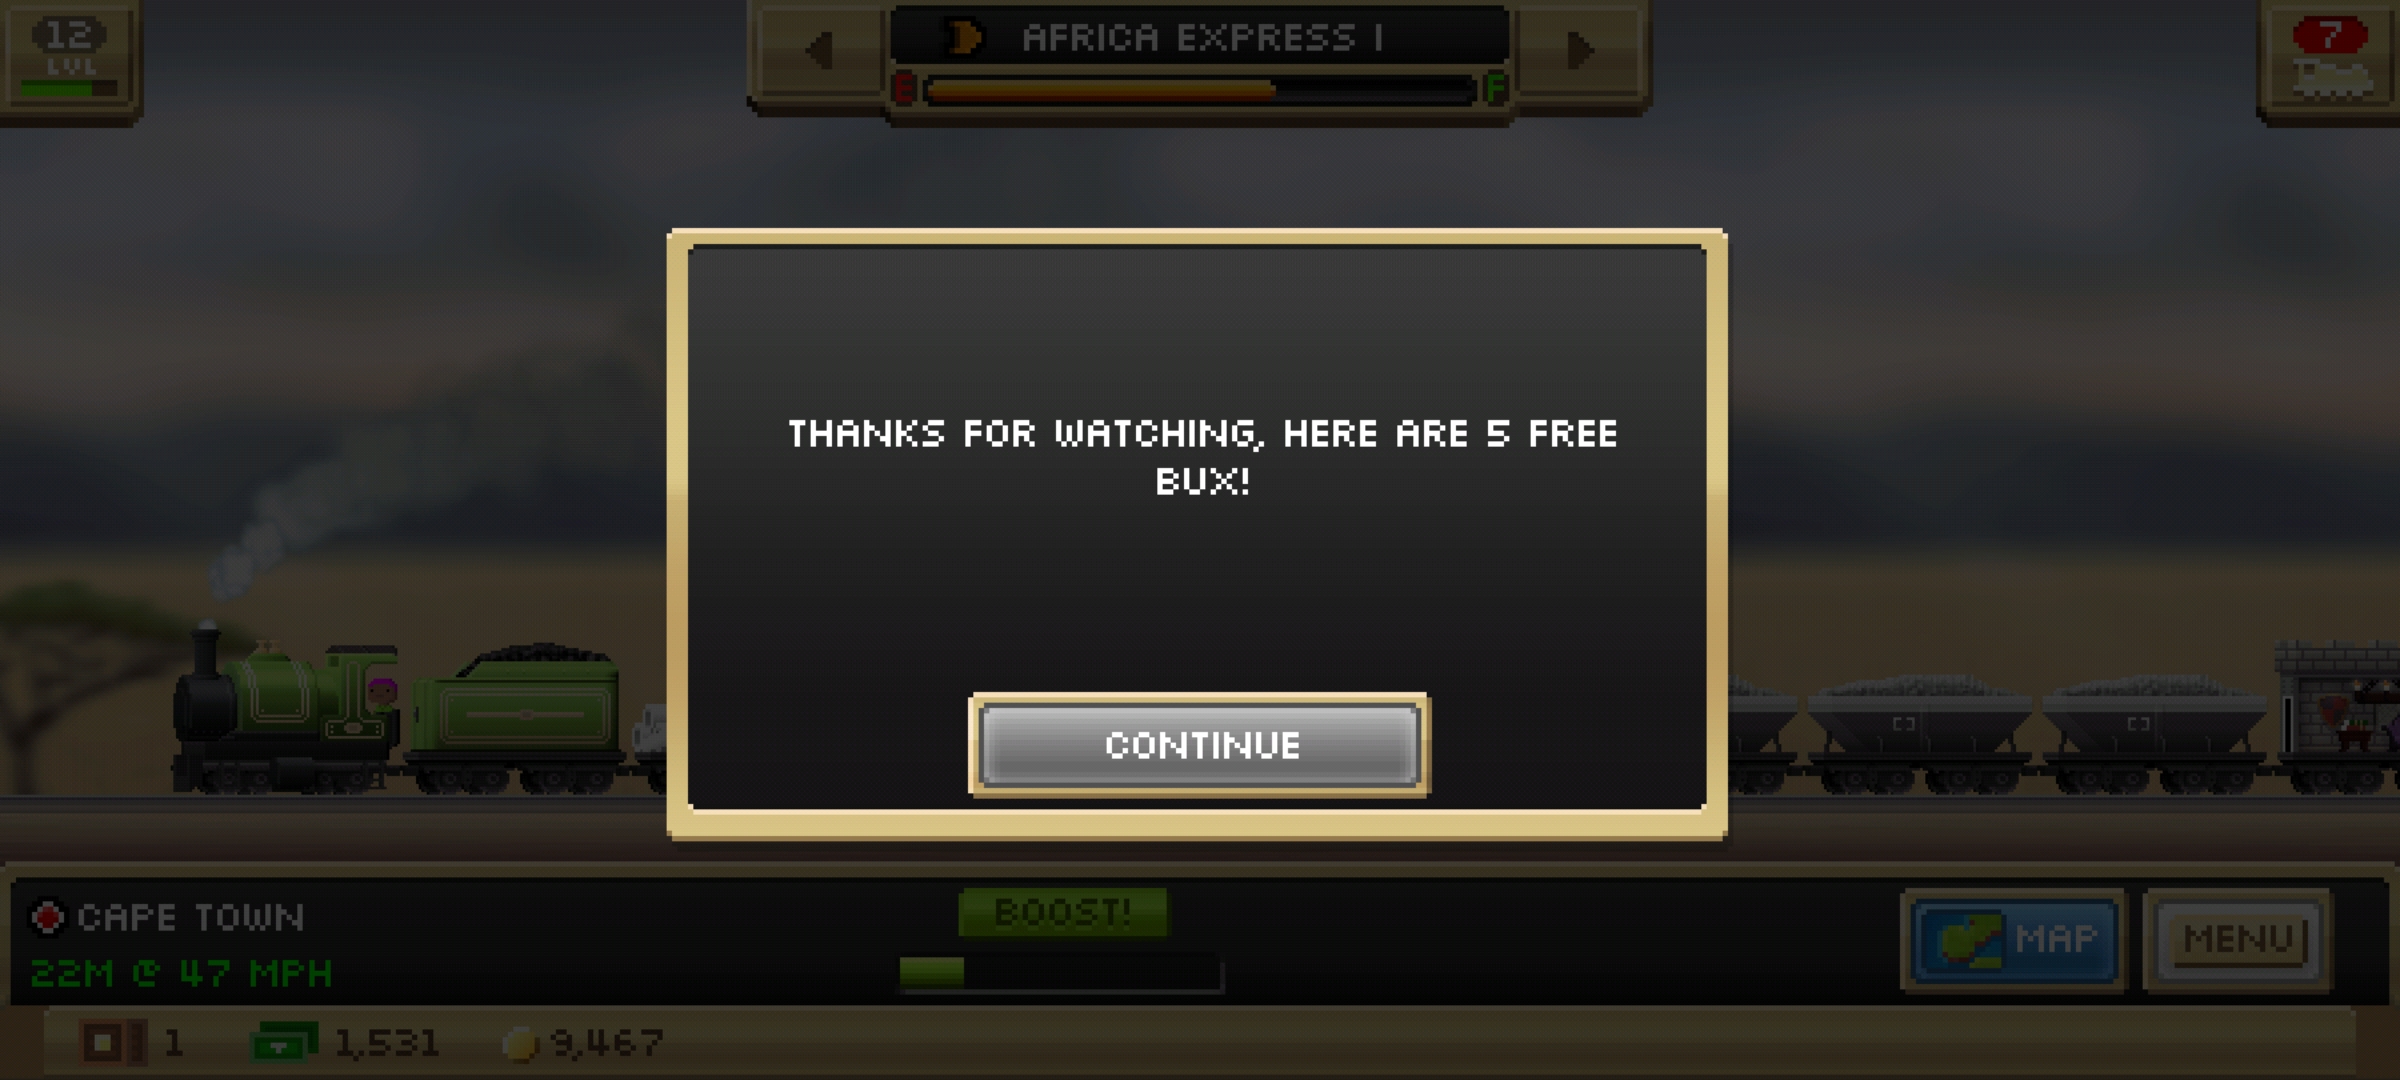 12
LVL
AFRICA EXPRESS I
E
F
7
THANKS FOR WATCHING, HERE ARE 5 FREE
BUX!
CONTINUE
CAPE TOWN
22M @ 47 MPH
BOOST!
MAP
MENU
1
1,531
9,467